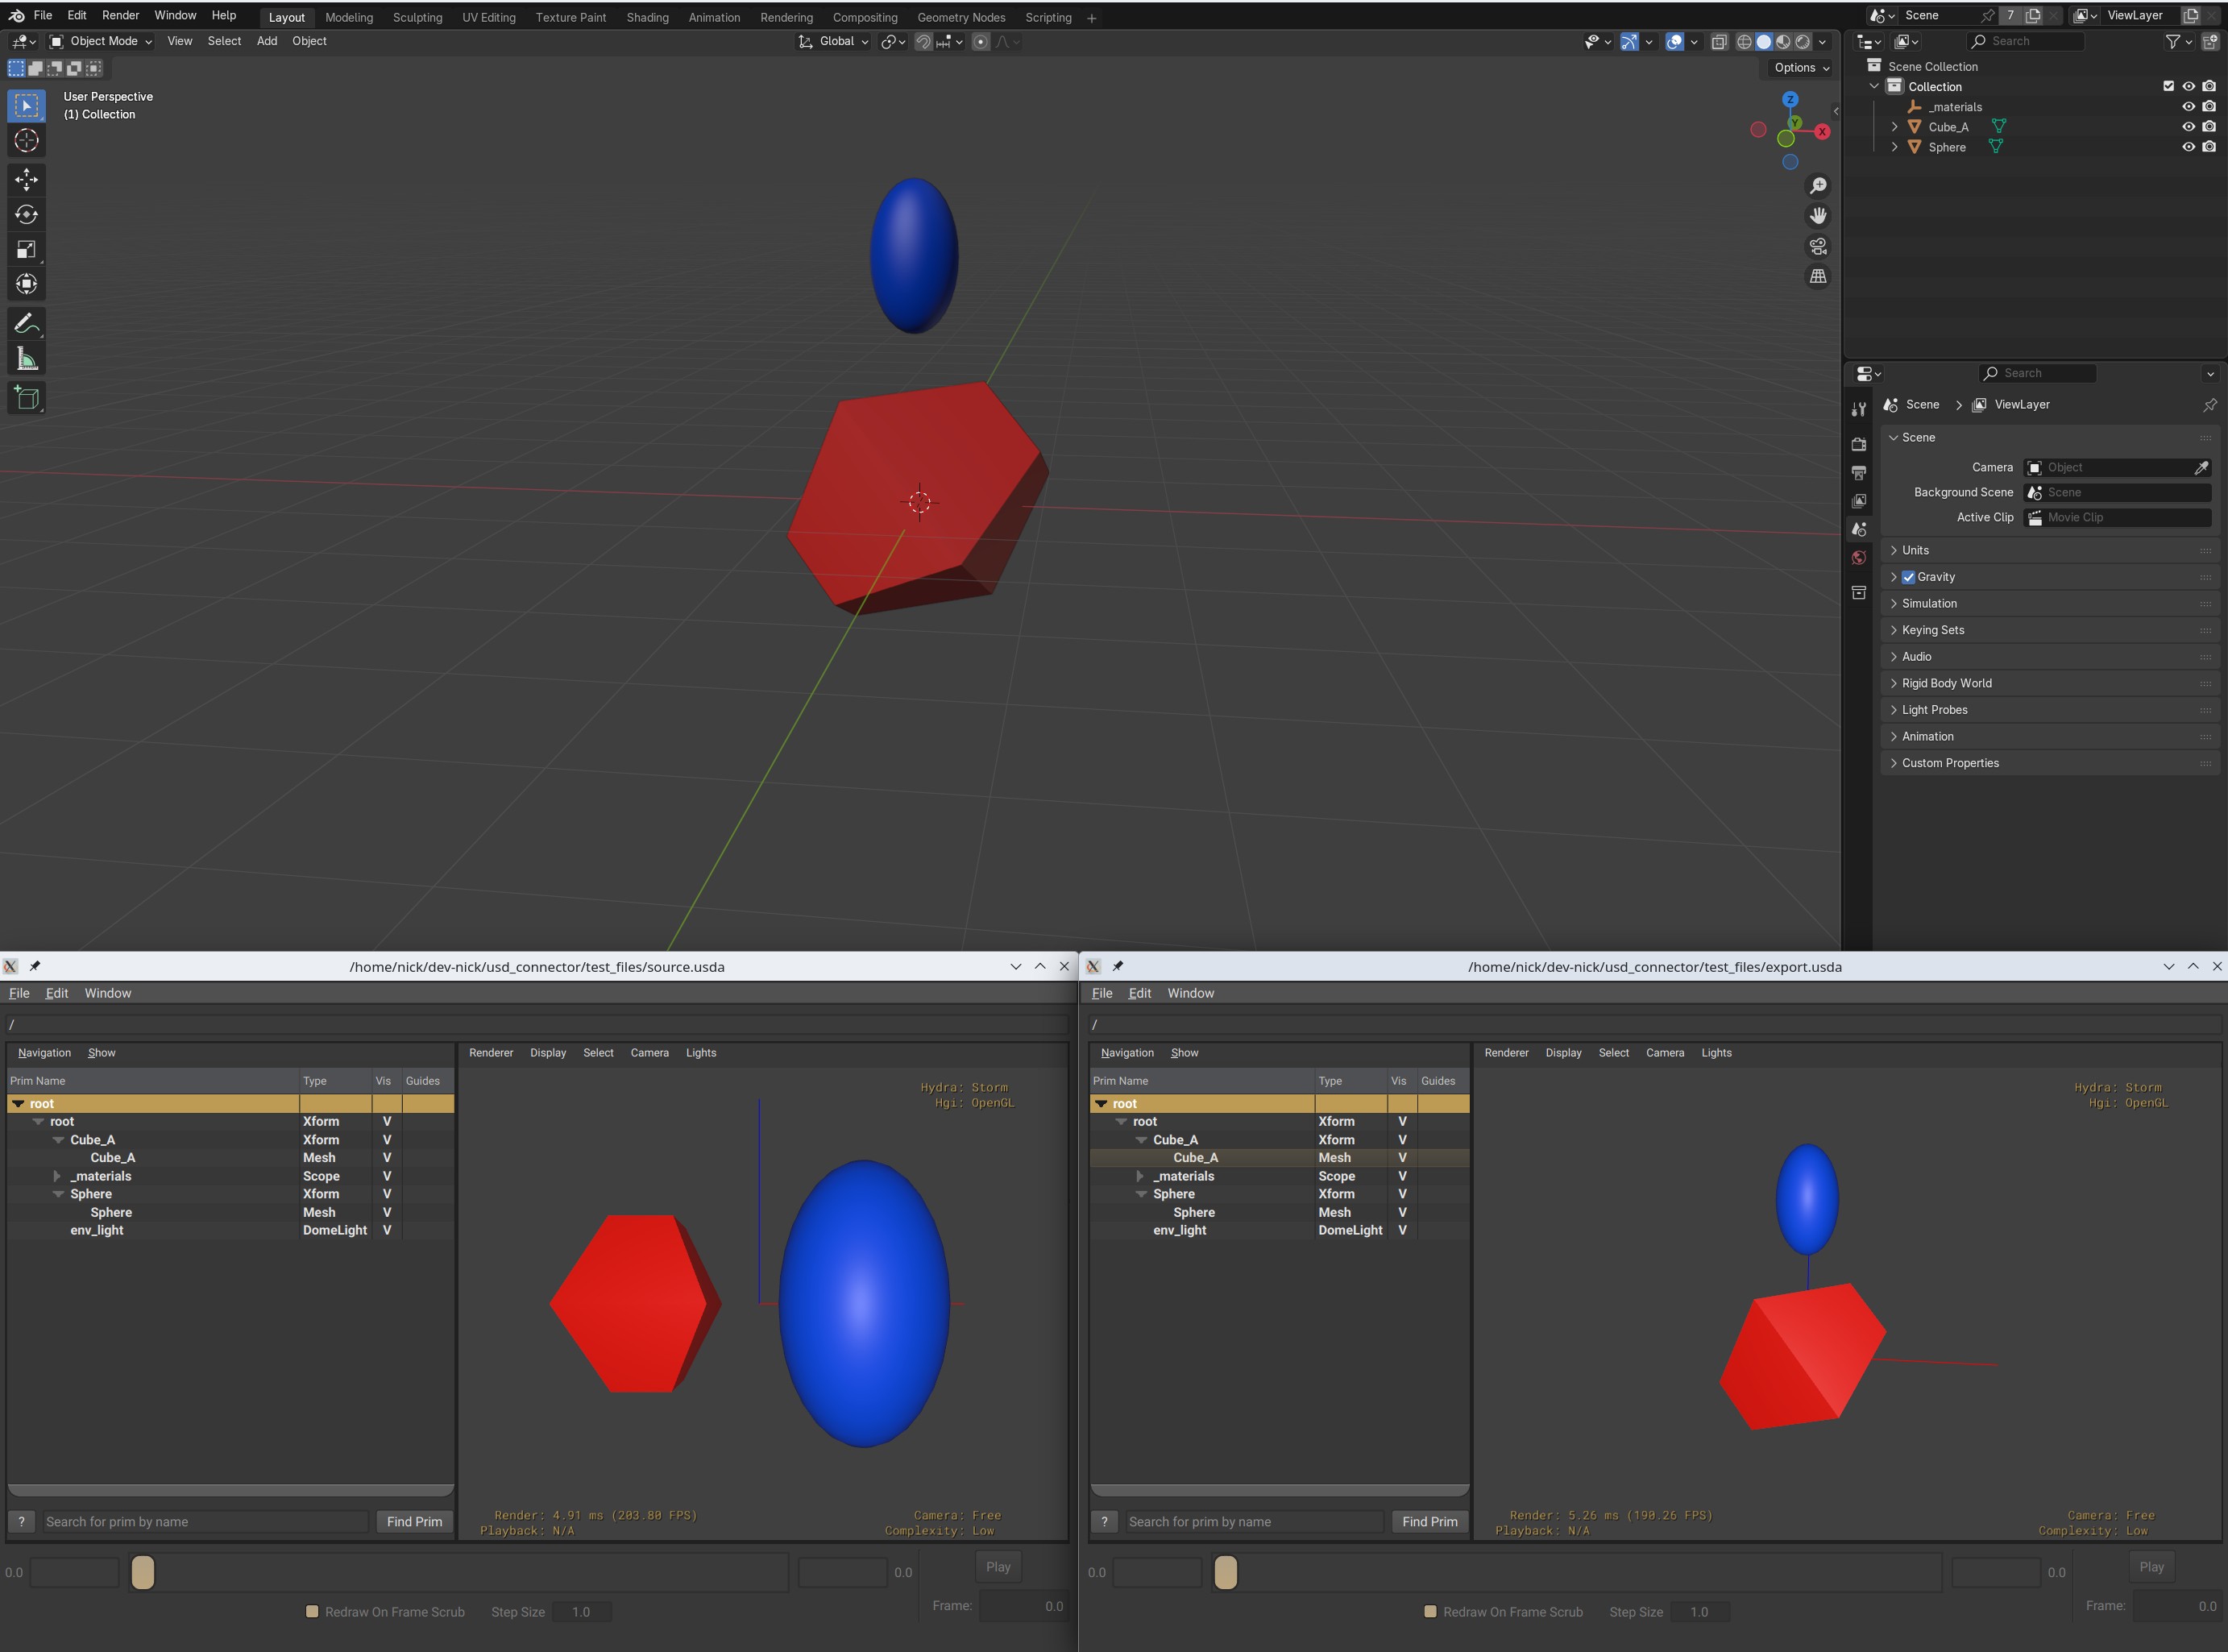 File Edit Render Window Help Layout Modeling Sculpting UV Editing Texture Paint Shading Animation Rendering Compositing Geometry Nodes Scripting + Scene 7 ViewLayer
Object Mode View Select Add Object Global Search
Options
User Perspective
(1) Collection
Z
Y
X
Scene Collection
Collection
_materials
Cube_A
Sphere
Search
Scene > ViewLayer
Scene
Camera Object
Background Scene Scene
Active Clip Movie Clip
Units
Gravity
Simulation
Keying Sets
Audio
Rigid Body World
Light Probes
Animation
Custom Properties
/home/nick/dev-nick/usd_connector/test_files/source.usda
File Edit Window
/
Navigation Show
Prim Name Type Vis Guides
root
root Xform V
Cube_A Xform V
Cube_A Mesh V
_materials Scope V
Sphere Xform V
Sphere Mesh V
env_light DomeLight V
? Search for prim by name Find Prim
Renderer Display Select Camera Lights
Hydra: Storm
Hgi: OpenGL
Render: 4.91 ms (203.80 FPS)
Playback: N/A
Camera: Free
Complexity: Low
0.0 0.0 Play
Redraw On Frame Scrub Step Size 1.0 Frame: 0.0
/home/nick/dev-nick/usd_connector/test_files/export.usda
File Edit Window
/
Navigation Show
Prim Name Type Vis Guides
root
root Xform V
Cube_A Xform V
Cube_A Mesh V
_materials Scope V
Sphere Xform V
Sphere Mesh V
env_light DomeLight V
? Search for prim by name Find Prim
Renderer Display Select Camera Lights
Hydra: Storm
Hgi: OpenGL
Render: 5.26 ms (190.26 FPS)
Playback: N/A
Camera: Free
Complexity: Low
0.0 0.0 Play
Redraw On Frame Scrub Step Size 1.0 Frame: 0.0